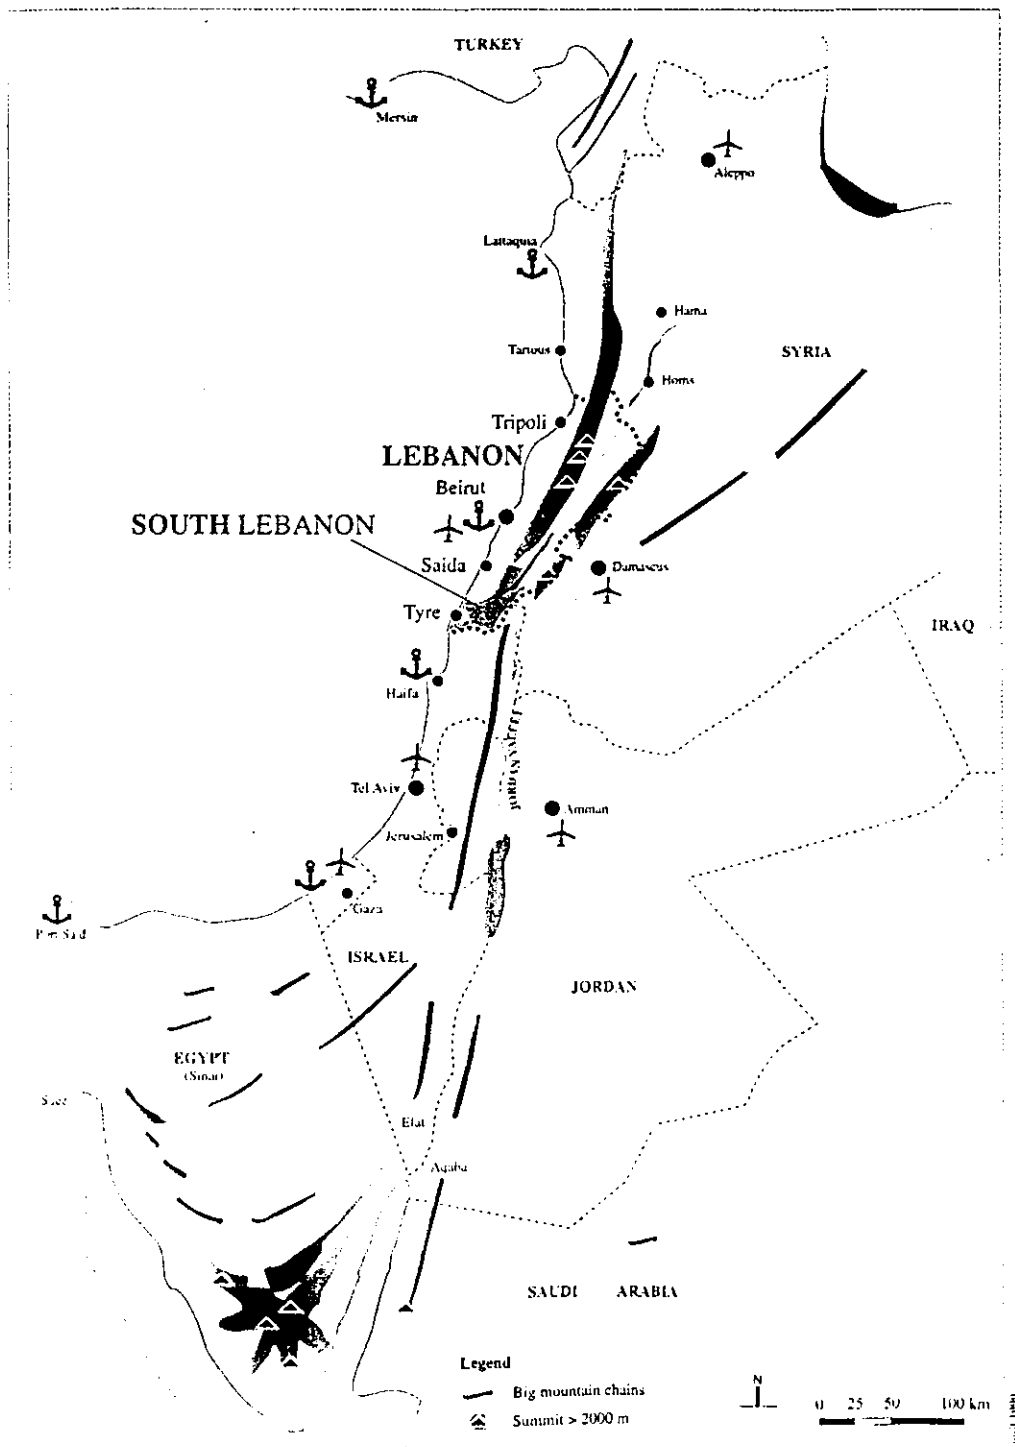 TURKEY
Mersin
Aleppo
Lattaquia
Hama
Tartous
SYRIA
Homs
Tripoli
LEBANON
Beirut
SOUTH LEBANON
Saida
Damascus
Tyre
IRAQ
Haifa
JORDAN VALLEY
Tel Aviv
Amman
Jerusalem
Gaza
ISRAEL
JORDAN
EGYPT
(Sinai)
Elat
Aqaba
SAUDI ARABIA
Legend
Big mountain chains
Summit > 2000 m
N
0 25 50 100 km